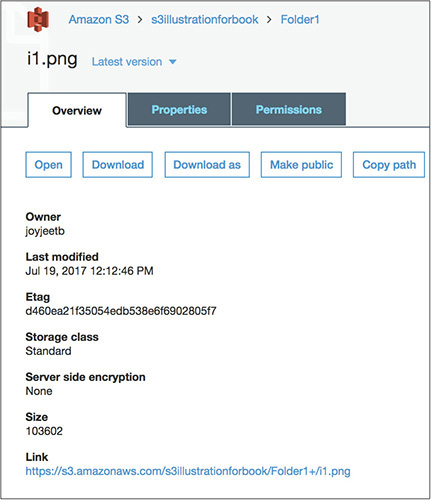 Amazon S3 > s3illustrationforbook > Folder1
i1.png Latest version
Overview Properties Permissions
Open Download Download as Make public Copy path
Owner
joyjeetb
Last modified
Jul 19, 2017 12:12:46 PM
Etag
d460ea21f35054edb538e6f6902805f7
Storage class
Standard
Server side encryption
None
Size
103602
Link
https://s3.amazonaws.com/s3illustrationforbook/Folder1+/i1.png